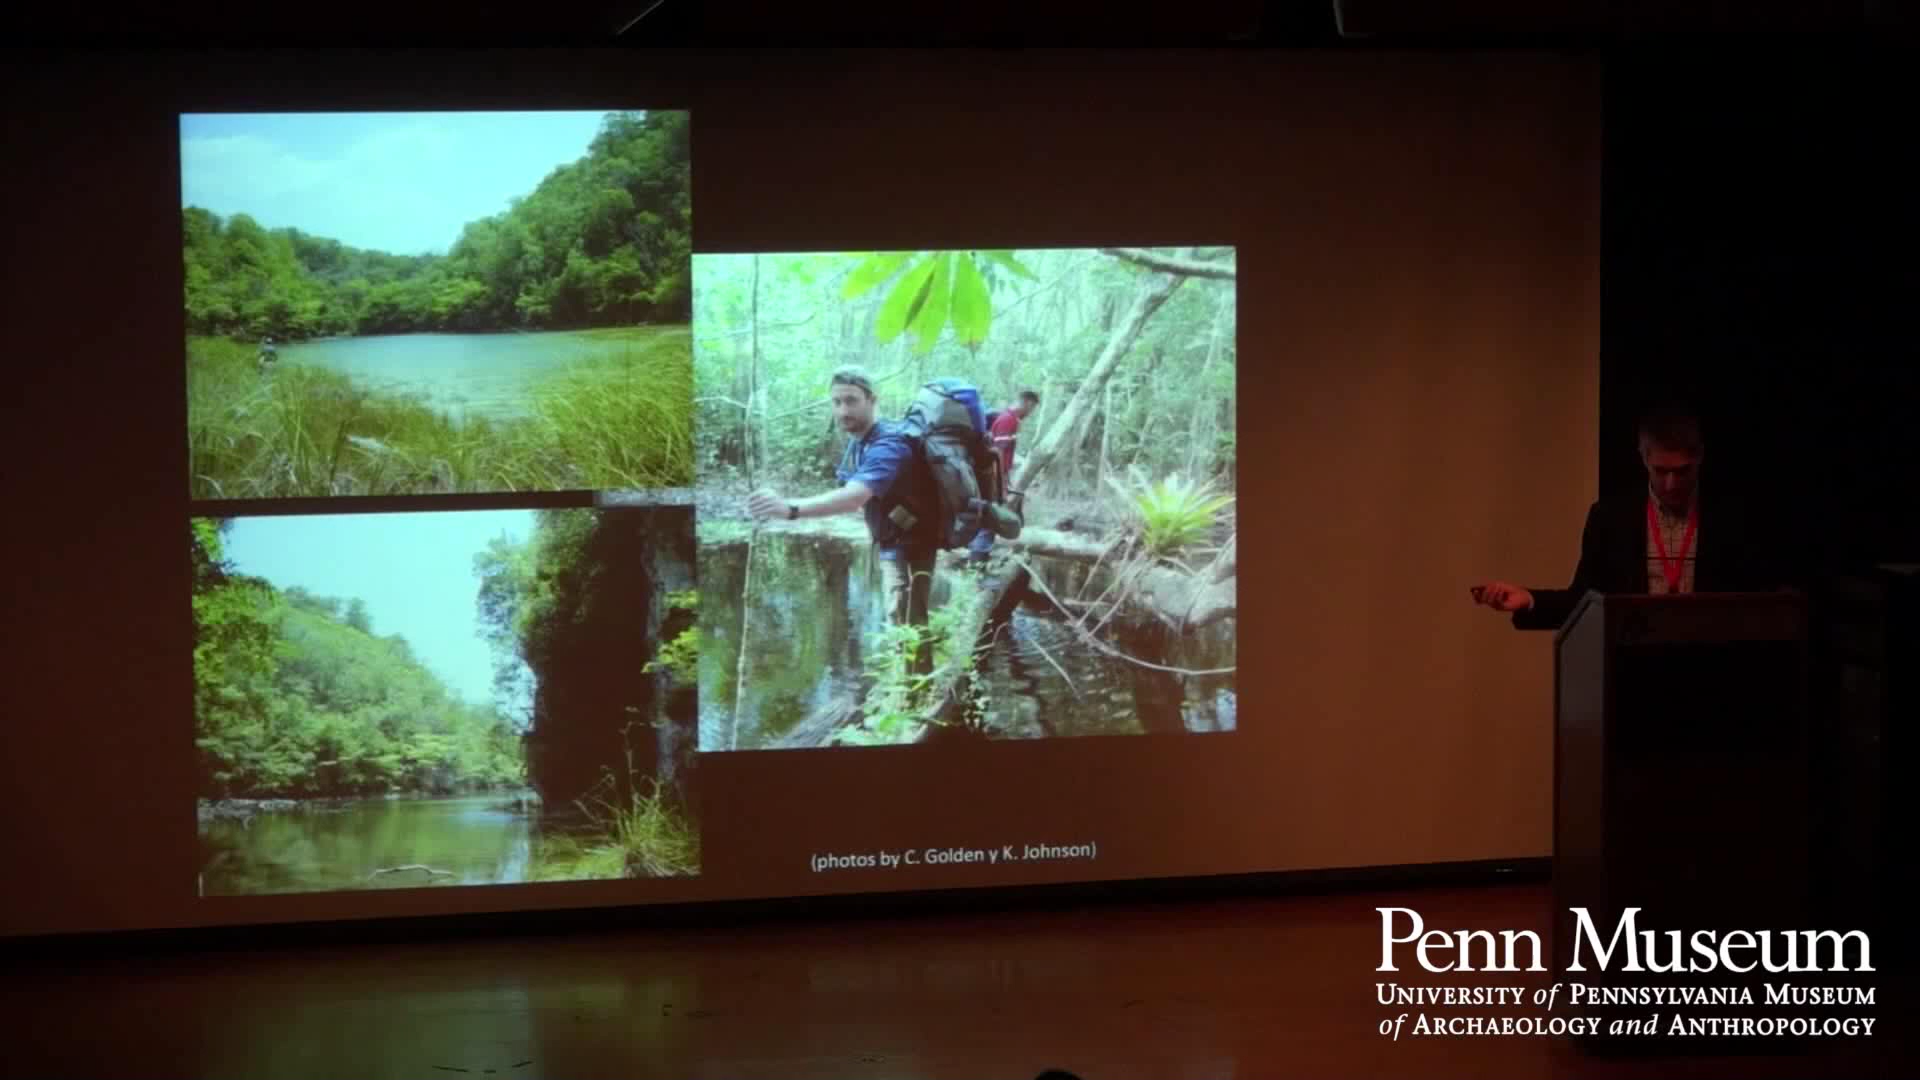 (photos by C. Golden y K. Johnson)
Penn Museum
UNIVERSITY of PENNSYLVANIA MUSEUM
of ARCHAEOLOGY and ANTHROPOLOGY